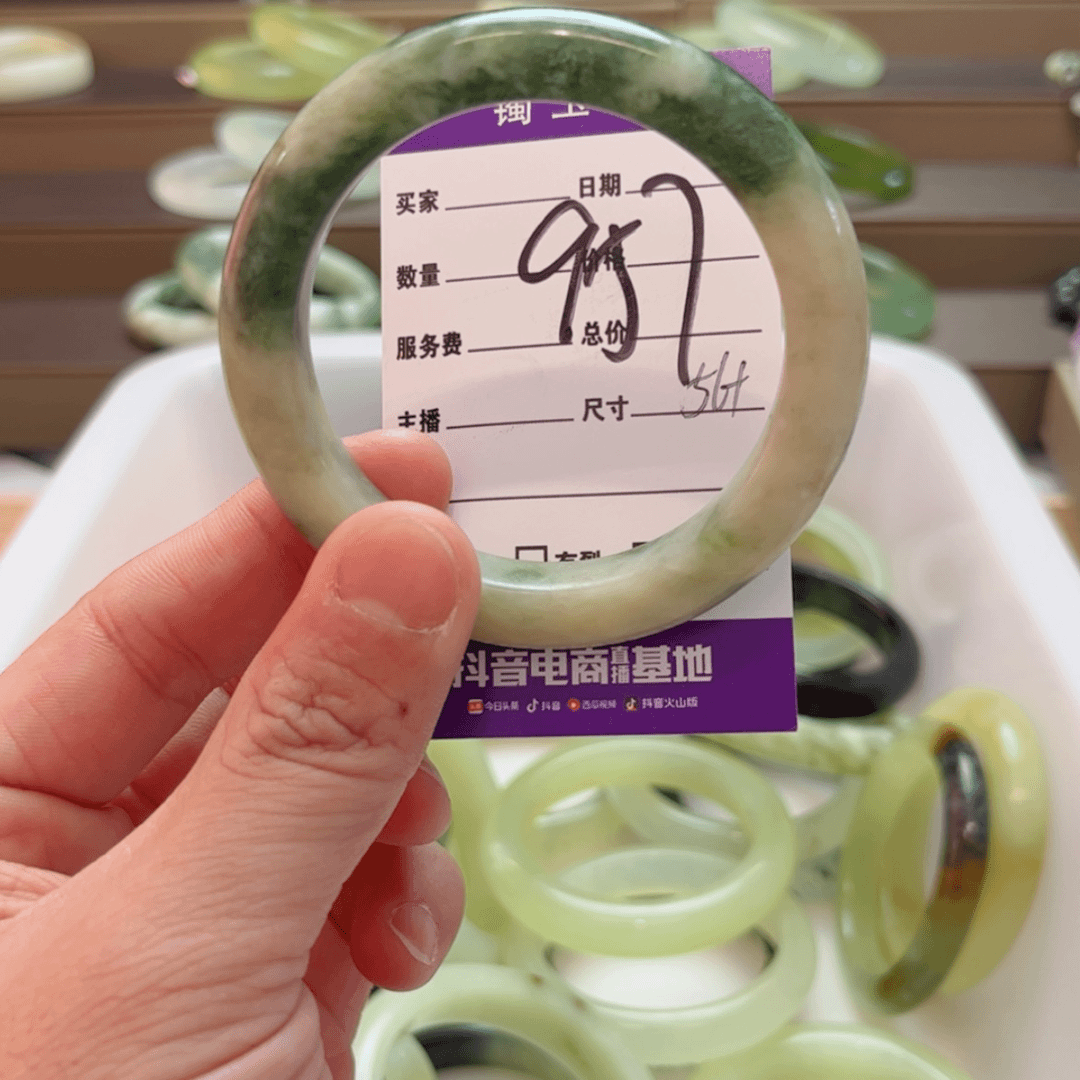 买家 日期
957
数量 价格
服务费 总价
主播 尺寸 56+
抖音电商直播基地
今日头条 抖音 西瓜视频 抖音火山版